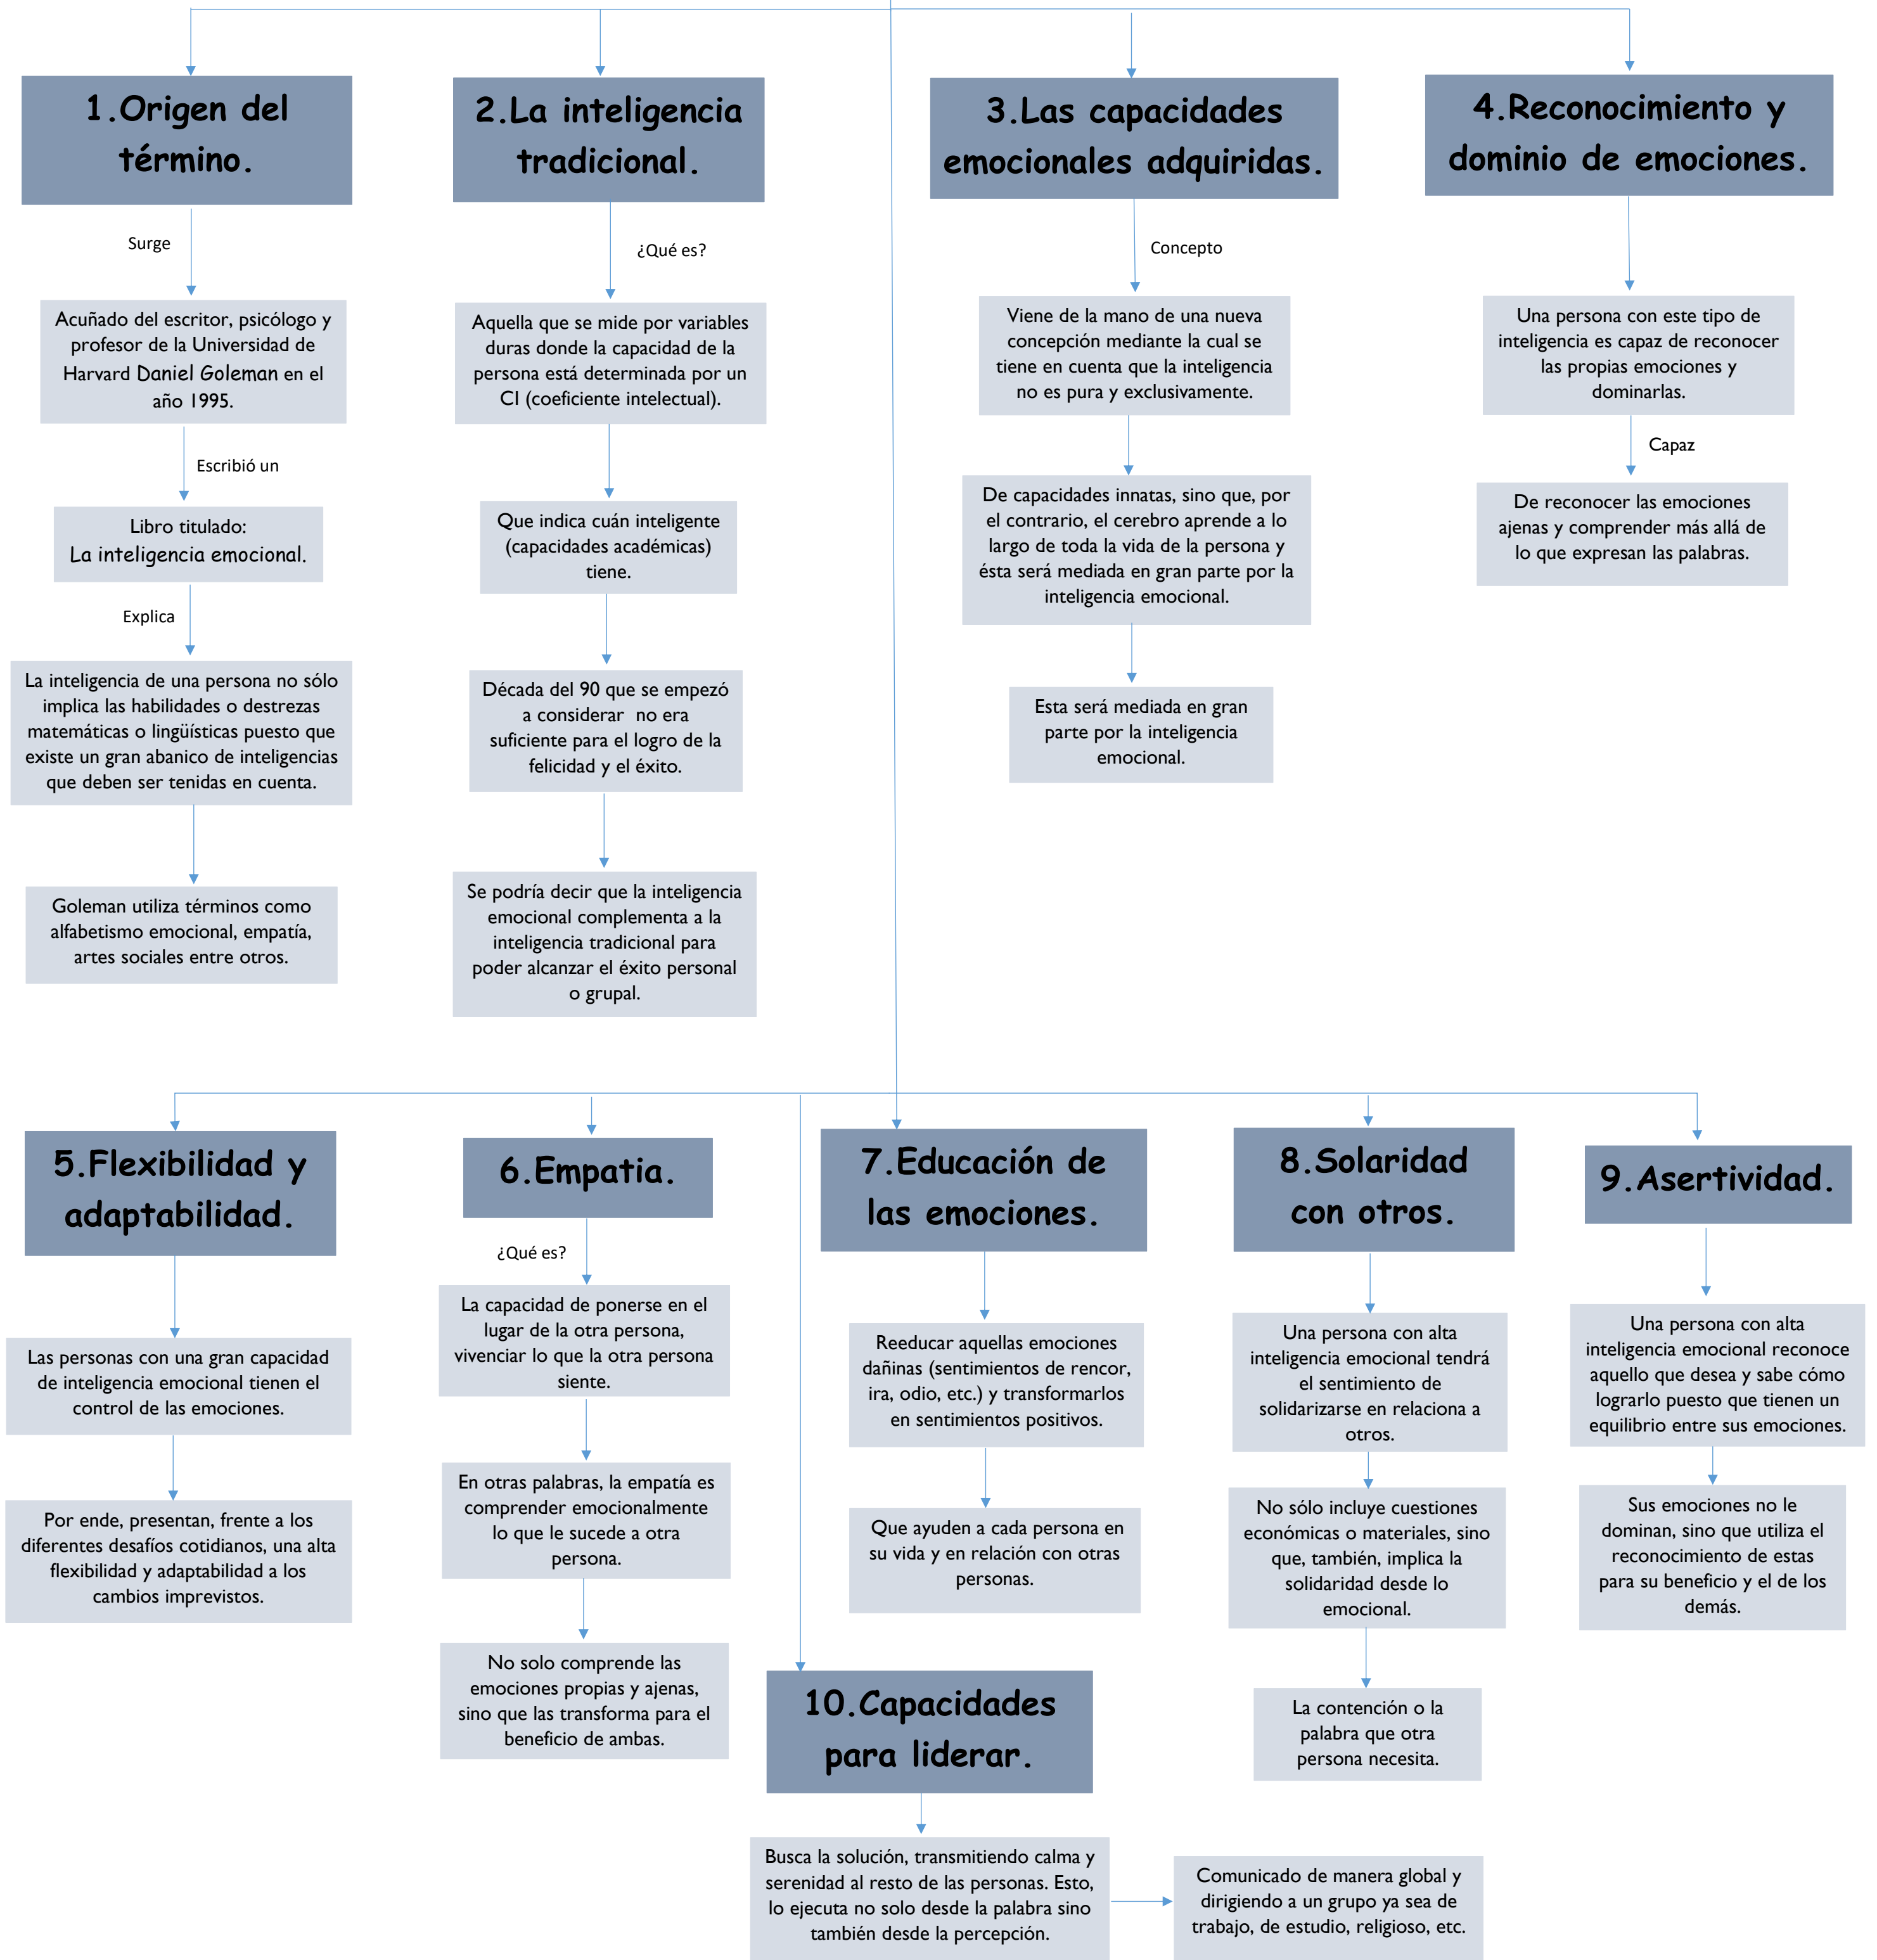 1.Origen del
término.
Surge
Acuñado del escritor, psicólogo y
profesor de la Universidad de
Harvard Daniel Goleman en el
año 1995.
Escribió un
Libro titulado:
La inteligencia emocional.
Explica
La inteligencia de una persona no sólo
implica las habilidades o destrezas
matemáticas o lingüísticas puesto que
existe un gran abanico de inteligencias
que deben ser tenidas en cuenta.
Goleman utiliza términos como
alfabetismo emocional, empatía,
artes sociales entre otros.
2.La inteligencia
tradicional.
¿Qué es?
Aquella que se mide por variables
duras donde la capacidad de la
persona está determinada por un
CI (coeficiente intelectual).
Que indica cuán inteligente
(capacidades académicas)
tiene.
Década del 90 que se empezó
a considerar  no era
suficiente para el logro de la
felicidad y el éxito.
Se podría decir que la inteligencia
emocional complementa a la
inteligencia tradicional para
poder alcanzar el éxito personal
o grupal.
3.Las capacidades
emocionales adquiridas.
Concepto
Viene de la mano de una nueva
concepción mediante la cual se
tiene en cuenta que la inteligencia
no es pura y exclusivamente.
De capacidades innatas, sino que, por
el contrario, el cerebro aprende a lo
largo de toda la vida de la persona y
ésta será mediada en gran parte por la
inteligencia emocional.
Esta será mediada en gran
parte por la inteligencia
emocional.
4.Reconocimiento y
dominio de emociones.
Una persona con este tipo de
inteligencia es capaz de reconocer
las propias emociones y
dominarlas.
Capaz
De reconocer las emociones
ajenas y comprender más allá de
lo que expresan las palabras.
5.Flexibilidad y
adaptabilidad.
Las personas con una gran capacidad
de inteligencia emocional tienen el
control de las emociones.
Por ende, presentan, frente a los
diferentes desafíos cotidianos, una alta
flexibilidad y adaptabilidad a los
cambios imprevistos.
6.Empatia.
¿Qué es?
La capacidad de ponerse en el
lugar de la otra persona,
vivenciar lo que la otra persona
siente.
En otras palabras, la empatía es
comprender emocionalmente
lo que le sucede a otra
persona.
No solo comprende las
emociones propias y ajenas,
sino que las transforma para el
beneficio de ambas.
7.Educación de
las emociones.
Reeducar aquellas emociones
dañinas (sentimientos de rencor,
ira, odio, etc.) y transformarlos
en sentimientos positivos.
Que ayuden a cada persona en
su vida y en relación con otras
personas.
8.Solaridad
con otros.
Una persona con alta
inteligencia emocional tendrá
el sentimiento de
solidarizarse en relaciona a
otros.
No sólo incluye cuestiones
económicas o materiales, sino
que, también, implica la
solidaridad desde lo
emocional.
La contención o la
palabra que otra
persona necesita.
9.Asertividad.
Una persona con alta
inteligencia emocional reconoce
aquello que desea y sabe cómo
lograrlo puesto que tienen un
equilibrio entre sus emociones.
Sus emociones no le
dominan, sino que utiliza el
reconocimiento de estas
para su beneficio y el de los
demás.
10.Capacidades
para liderar.
Busca la solución, transmitiendo calma y
serenidad al resto de las personas. Esto,
lo ejecuta no solo desde la palabra sino
también desde la percepción.
Comunicado de manera global y
dirigiendo a un grupo ya sea de
trabajo, de estudio, religioso, etc.